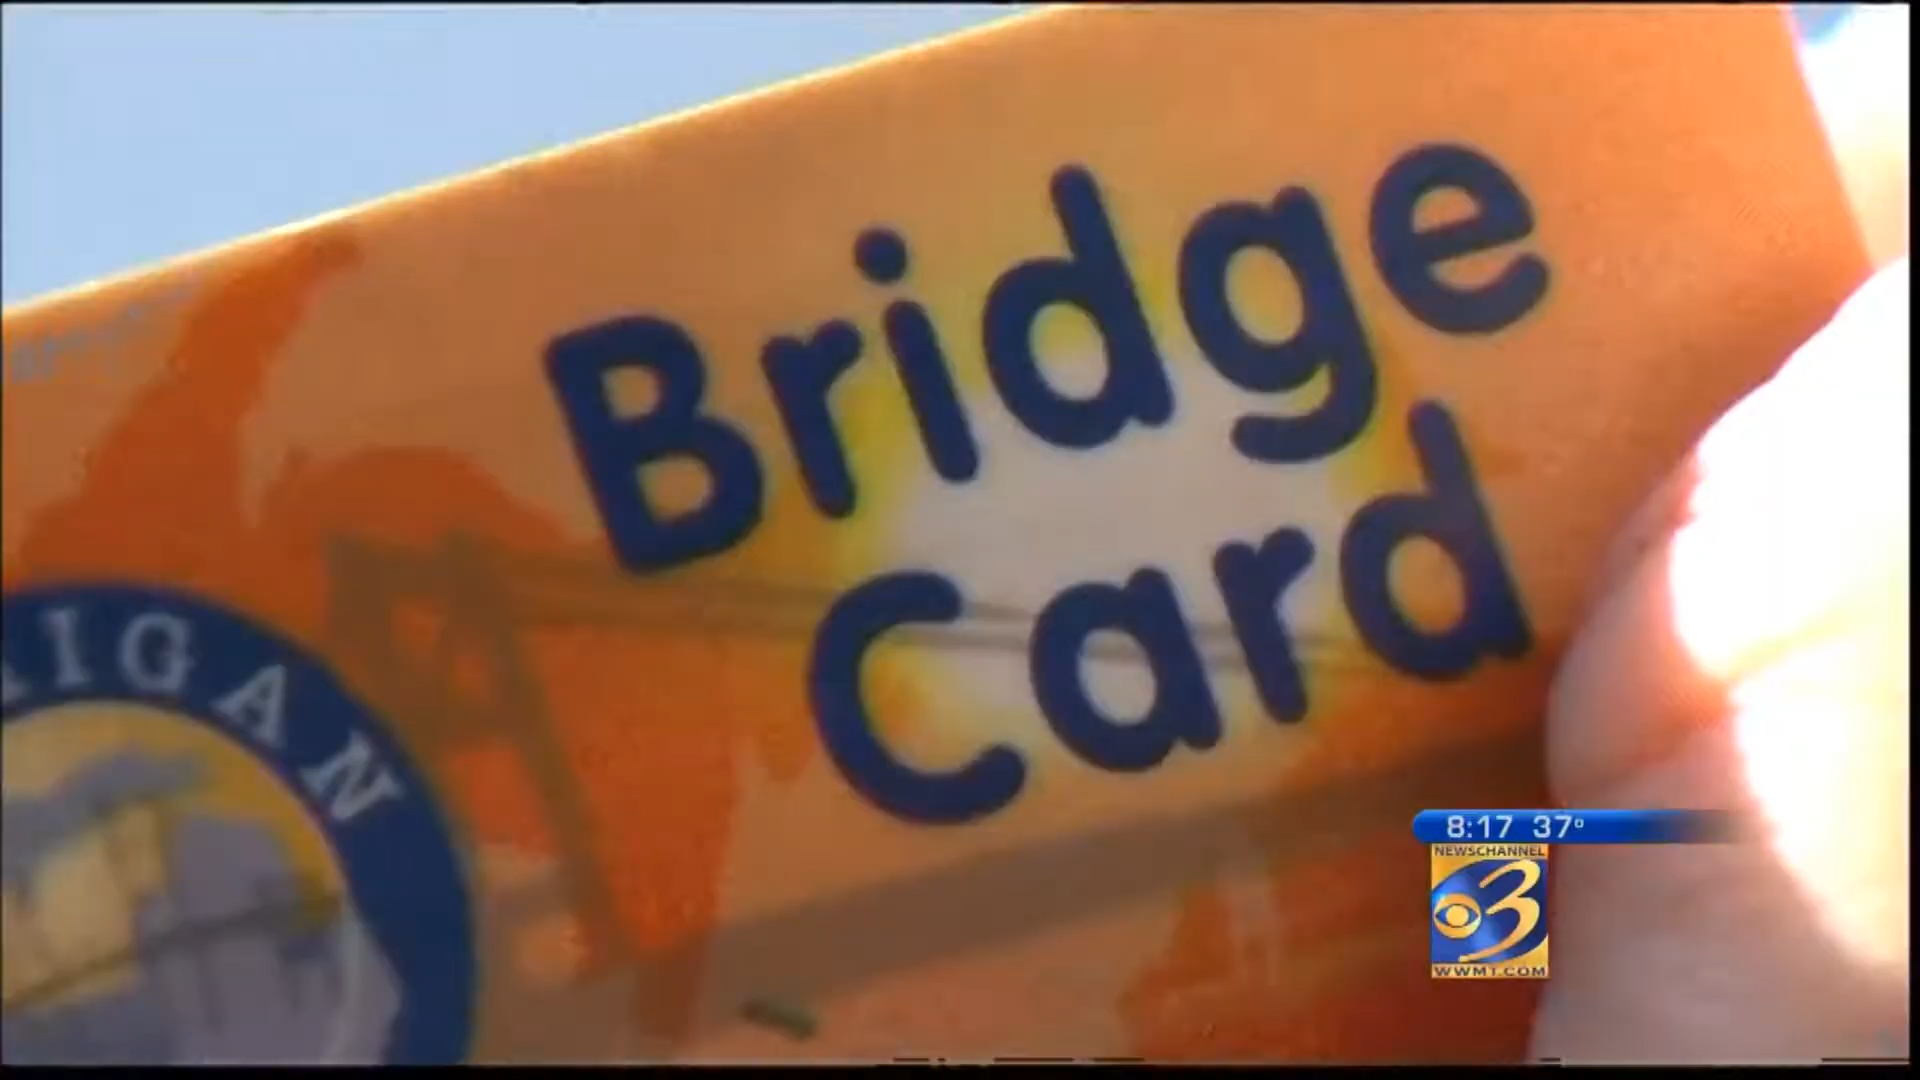 Bridge
Card
IGAN
8:17 37°
NEWSCHANNEL
3
WWMT.COM